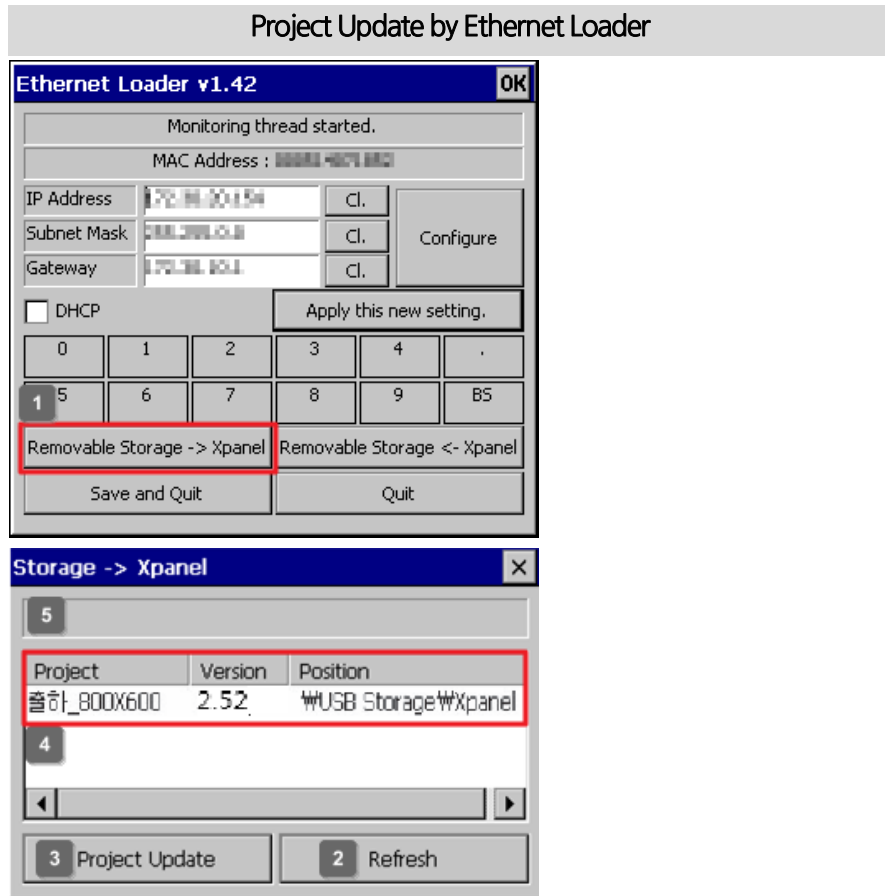 Project Update by Ethernet Loader
Ethernet Loader v1.42 OK
Monitoring thread started.
MAC Address :
IP Address Cl.
Subnet Mask Cl.
Configure
Gateway Cl.
DHCP Apply this new setting.
0 1 2 3 4 .
1 5 6 7 8 9 BS
Removable Storage -> Xpanel Removable Storage <- Xpanel
Save and Quit Quit
Storage -> Xpanel
5
Project Version Position
출하_800X600 2.52 ₩USB Storage₩Xpanel
4
3 Project Update 2 Refresh